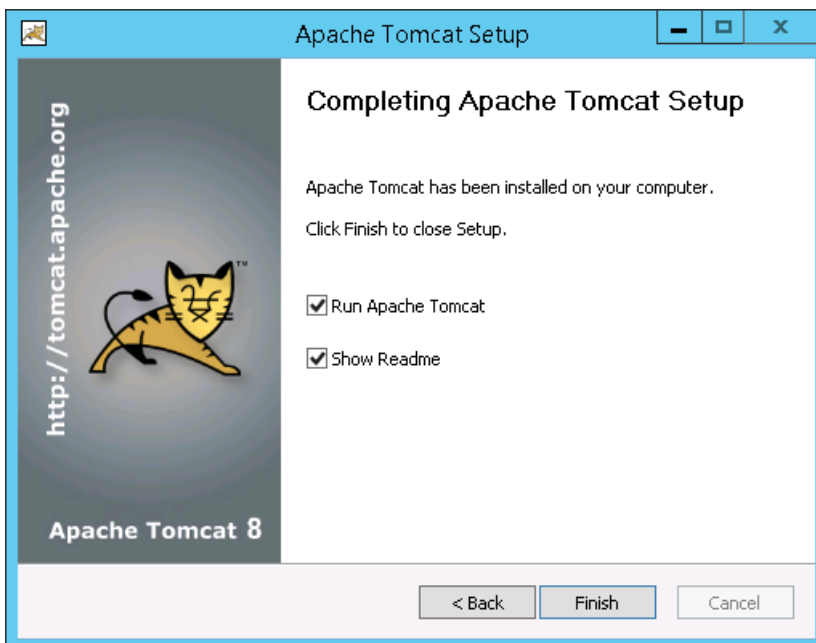 Apache Tomcat Setup
X
http://tomcat.apache.org
TM
Apache Tomcat 8
Completing Apache Tomcat Setup
Apache Tomcat has been installed on your computer.
Click Finish to close Setup.
Run Apache Tomcat
Show Readme
< Back
Finish
Cancel